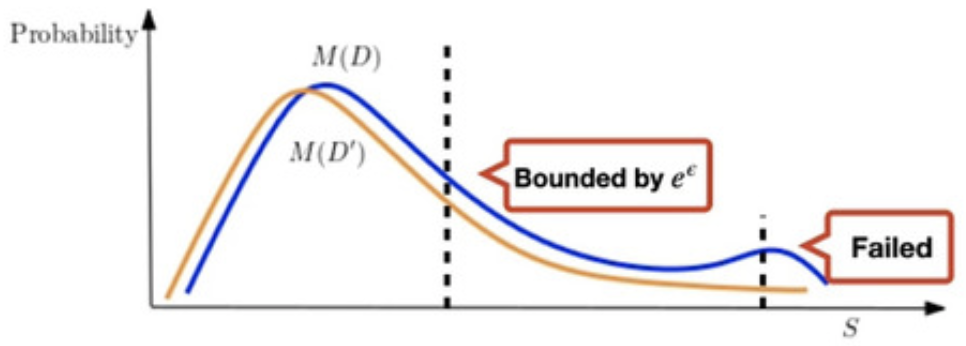 Probability
M(D)
M(D′)
Bounded by e^ϵ
Failed
S